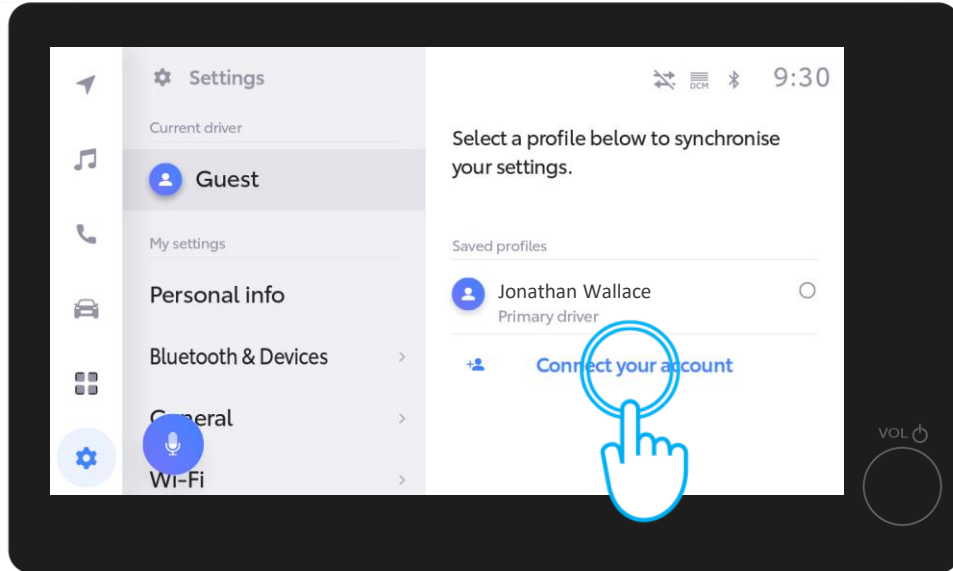 Settings
DCM
9:30
Current driver
Guest
My settings
Personal info
Bluetooth & Devices
General
Wi-Fi
Select a profile below to synchronise
your settings.
Saved profiles
Jonathan Wallace
Primary driver
Connect your account
VOL